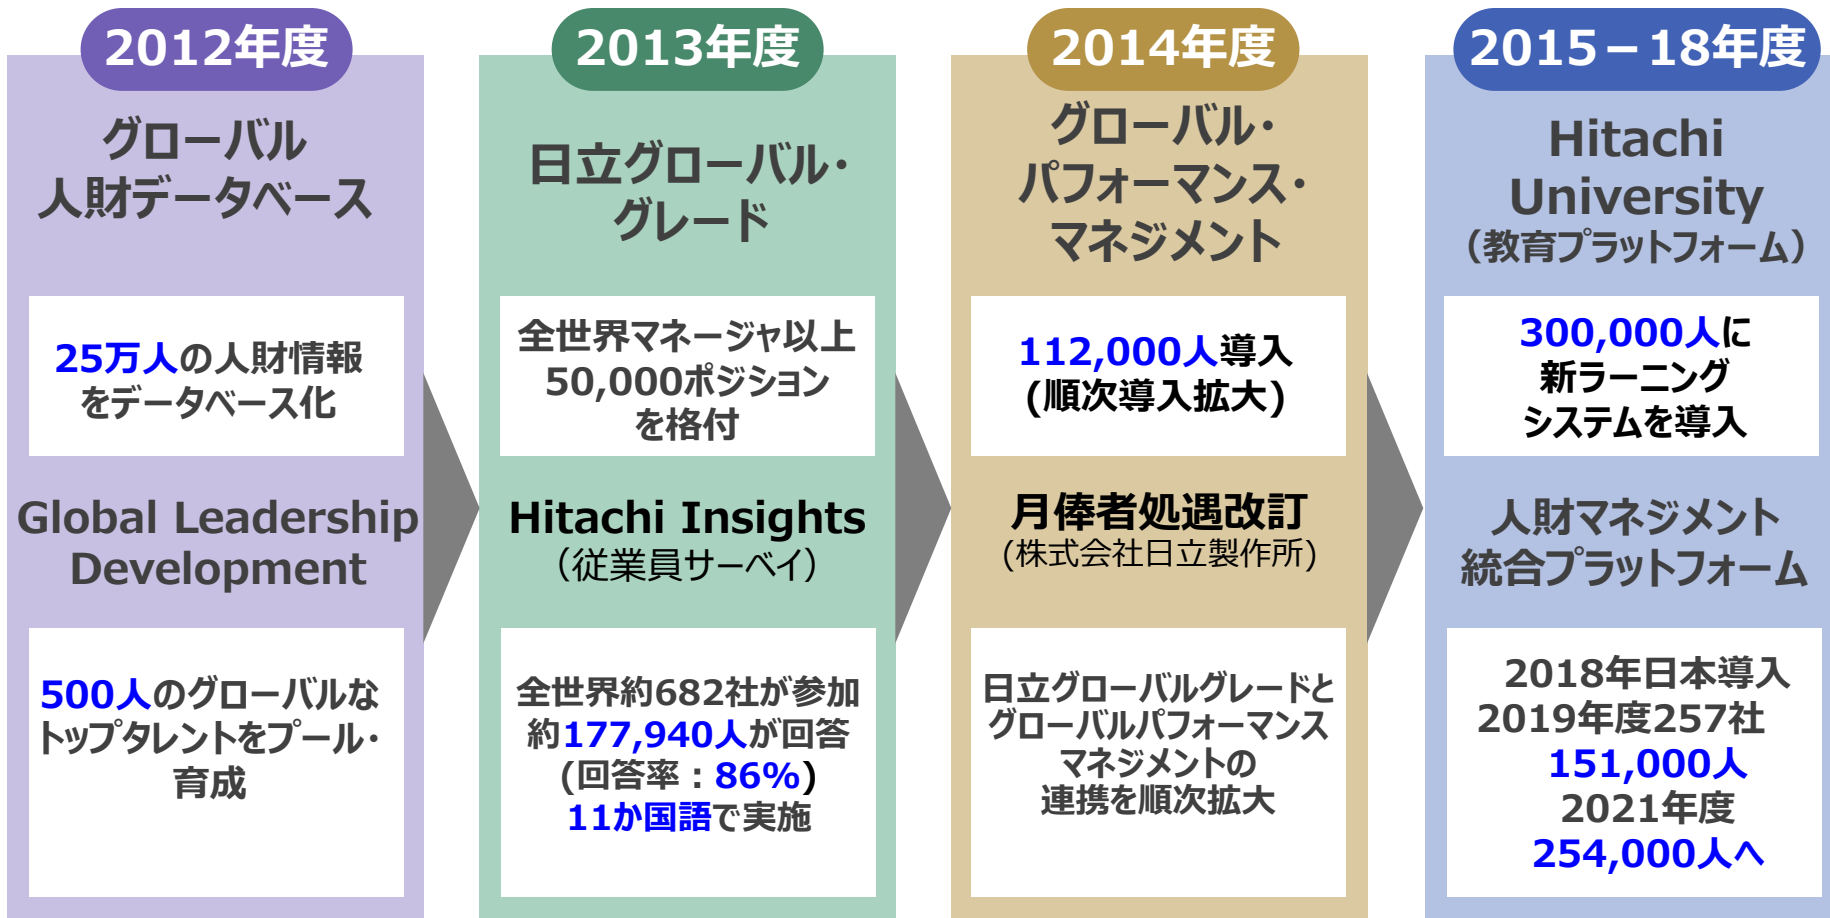 2012年度
グローバル
人財データベース
25万人の人財情報
をデータベース化
Global Leadership
Development
500人のグローバルな
トップタレントをプール・
育成
2013年度
日立グローバル・
グレード
全世界マネージャ以上
50,000ポジション
を格付
Hitachi Insights
（従業員サーベイ）
全世界約682社が参加
約177,940人が回答
(回答率：86%)
11か国語で実施
2014年度
グローバル・
パフォーマンス・
マネジメント
112,000人導入
(順次導入拡大)
月俸者処遇改訂
(株式会社日立製作所)
日立グローバルグレードと
グローバルパフォーマンス
マネジメントの
連携を順次拡大
2015－18年度
Hitachi
University
（教育プラットフォーム）
300,000人に
新ラーニング
システムを導入
人財マネジメント
統合プラットフォーム
2018年日本導入
2019年度257社
151,000人
2021年度
254,000人へ